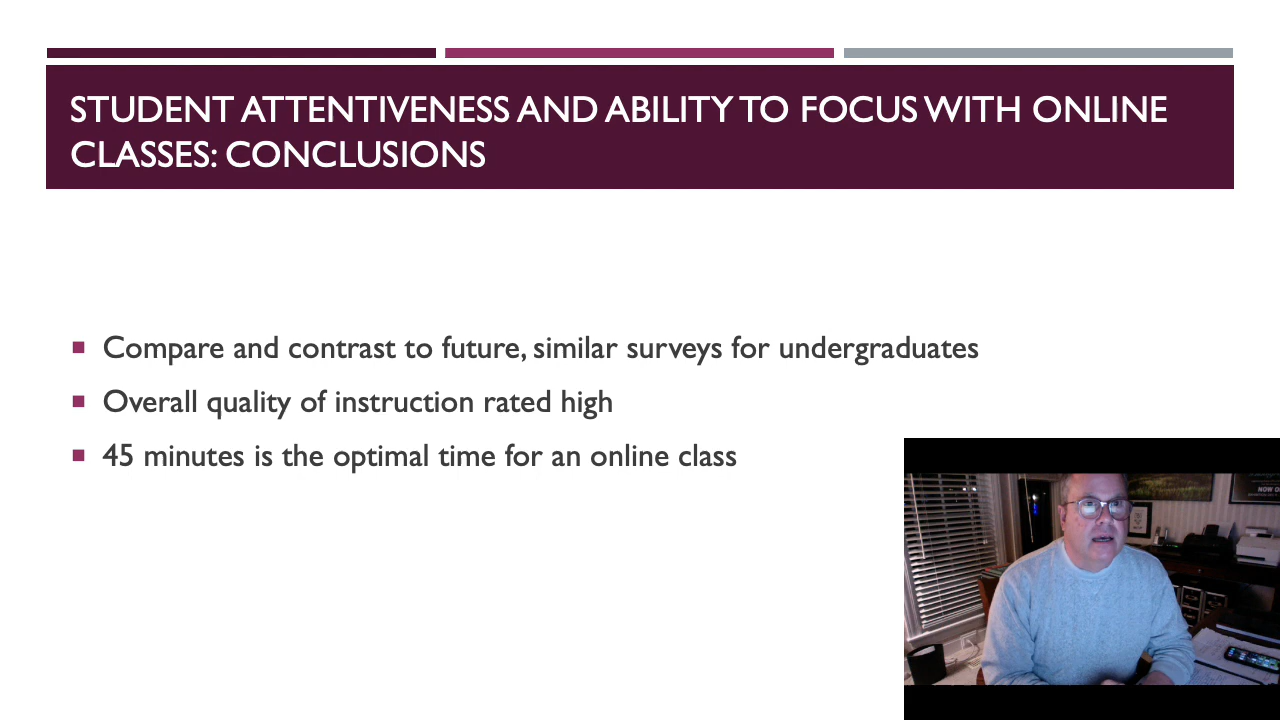 STUDENT ATTENTIVENESS AND ABILITY TO FOCUS WITH ONLINE
CLASSES: CONCLUSIONS
Compare and contrast to future, similar surveys for undergraduates
Overall quality of instruction rated high
45 minutes is the optimal time for an online class
NOW